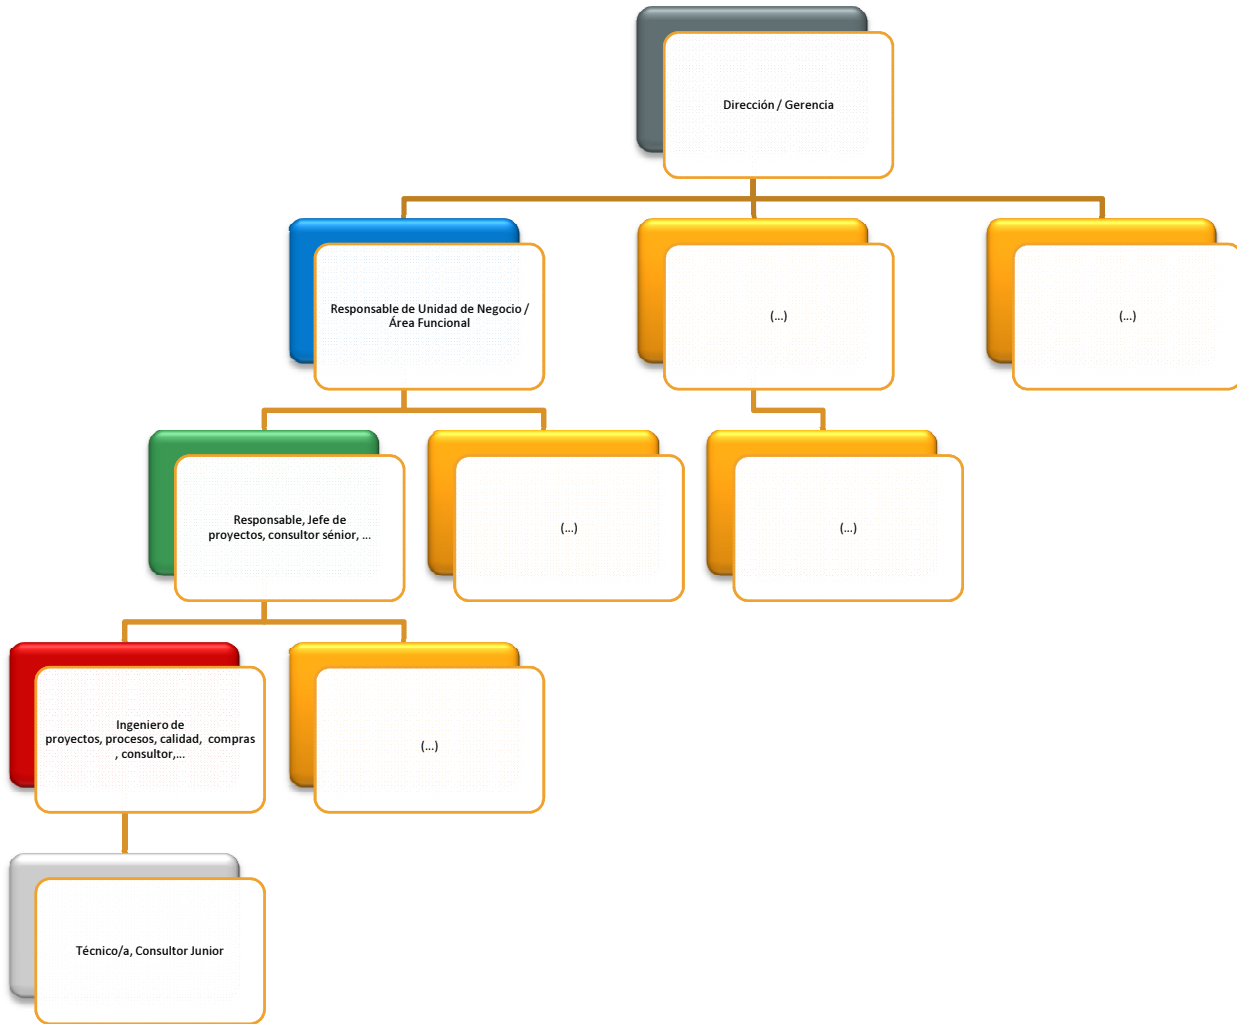 Dirección / Gerencia
Responsable de Unidad de Negocio /
Área Funcional
(...)
(...)
Responsable, Jefe de
proyectos, consultor sénior, ...
(...)
(...)
Ingeniero de
proyectos, procesos, calidad, compras
, consultor,...
(...)
Técnico/a, Consultor Junior